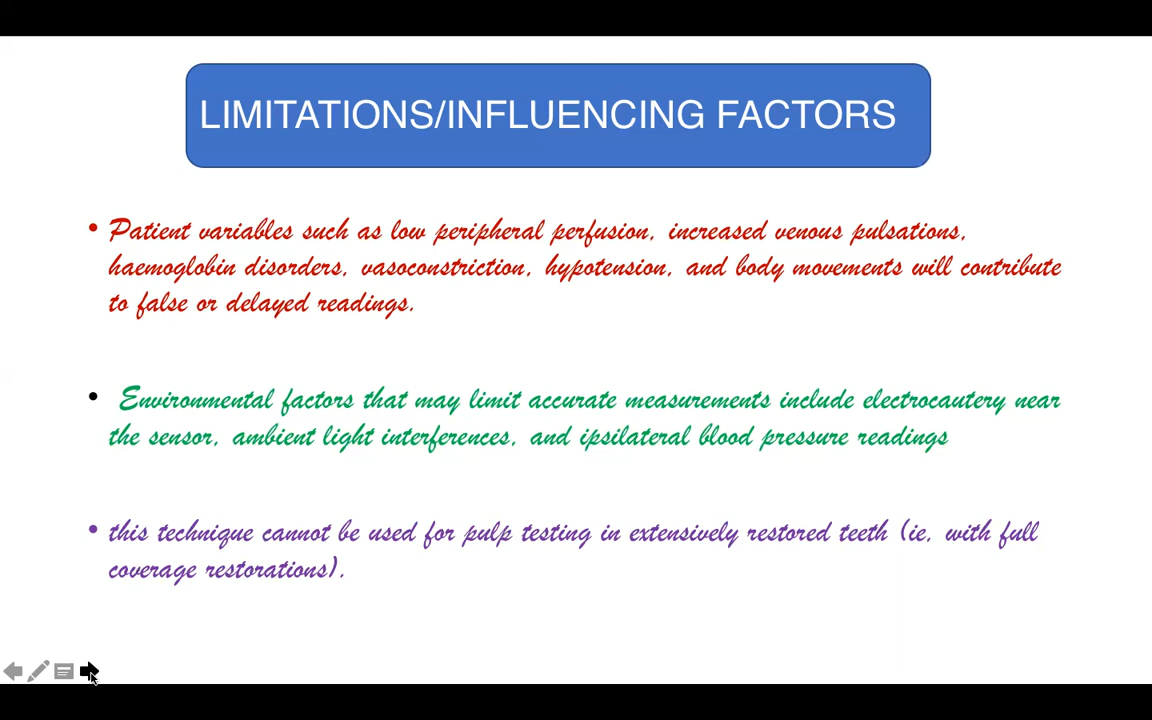 LIMITATIONS/INFLUENCING FACTORS
• Patient variables such as low peripheral perfusion, increased venous pulsations,
haemoglobin disorders, vasoconstriction, hypotension, and body movements will contribute
to false or delayed readings.
• Environmental factors that may limit accurate measurements include electrocautery near
the sensor, ambient light interferences, and ipsilateral blood pressure readings
• this technique cannot be used for pulp testing in extensively restored teeth (ie, with full
coverage restorations).